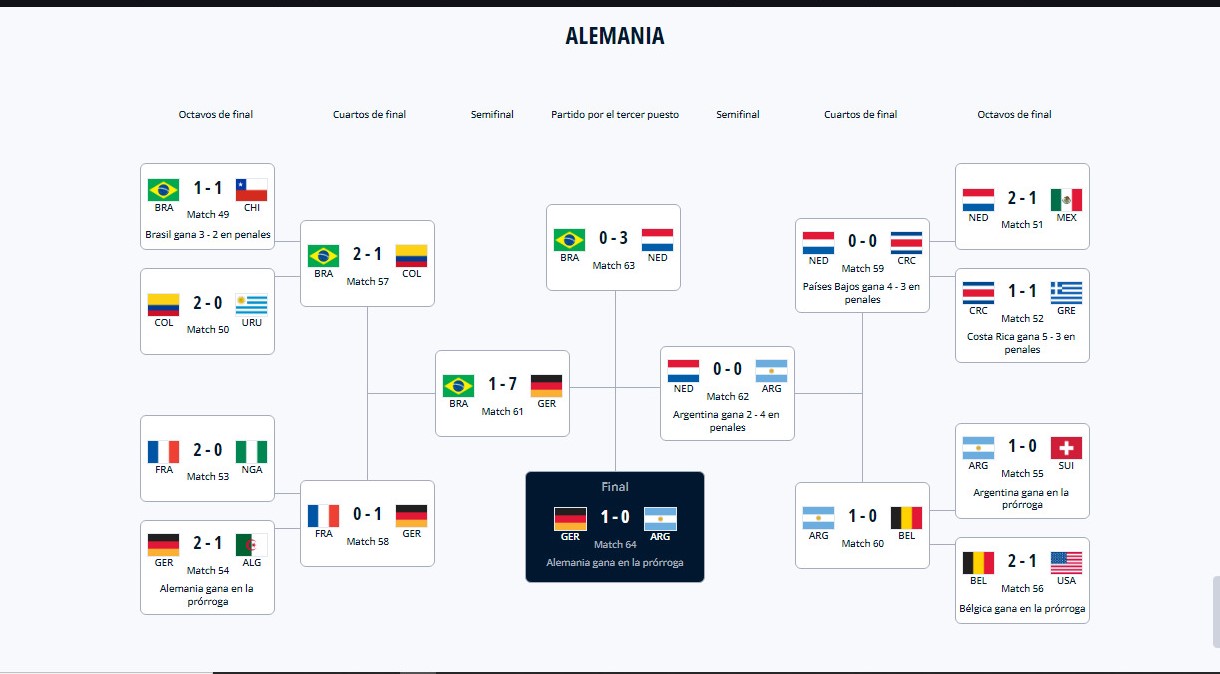 ALEMANIA
Octavos de final
Cuartos de final
Semifinal
Partido por el tercer puesto
Semifinal
Cuartos de final
Octavos de final
1 - 1
BRA
CHI
Match 49
Brasil gana 3 - 2 en penales
2 - 0
COL
URU
Match 50
2 - 0
FRA
NGA
Match 53
2 - 1
GER
ALG
Match 54
Alemania gana en la
prórroga
2 - 1
BRA
COL
Match 57
0 - 1
FRA
GER
Match 58
1 - 7
BRA
GER
Match 61
0 - 3
BRA
NED
Match 63
Final
1 - 0
GER
ARG
Match 64
Alemania gana en la prórroga
0 - 0
NED
ARG
Match 62
Argentina gana 2 - 4 en
penales
0 - 0
NED
CRC
Match 59
Países Bajos gana 4 - 3 en
penales
1 - 0
ARG
BEL
Match 60
2 - 1
NED
MEX
Match 51
1 - 1
CRC
GRE
Match 52
Costa Rica gana 5 - 3 en
penales
1 - 0
ARG
SUI
Match 55
Argentina gana en la
prórroga
2 - 1
BEL
USA
Match 56
Bélgica gana en la prórroga